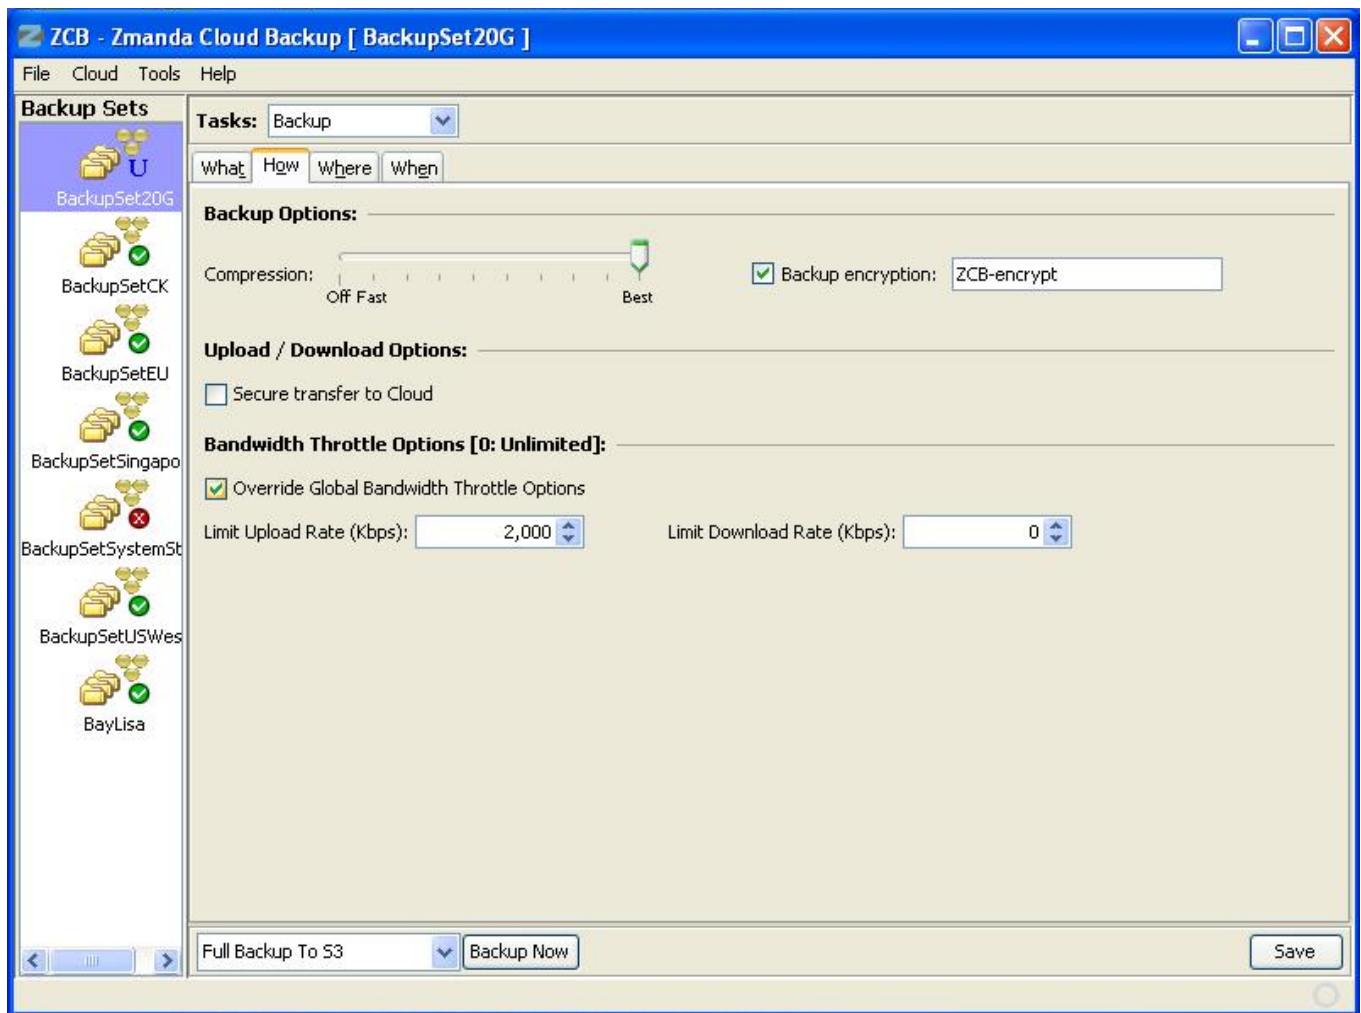 ZCB - Zmanda Cloud Backup [ BackupSet20G ]
File Cloud Tools Help
Backup Sets
U
BackupSet20G
BackupSetCK
BackupSetEU
BackupSetSingapo
BackupSetSystemSt
BackupSetUSWes
BayLisa
Tasks: Backup
What How Where When
Backup Options:
Compression: Off Fast Best
Backup encryption: ZCB-encrypt
Upload / Download Options:
Secure transfer to Cloud
Bandwidth Throttle Options [0: Unlimited]:
Override Global Bandwidth Throttle Options
Limit Upload Rate (Kbps): 2,000 Limit Download Rate (Kbps): 0
Full Backup To S3 Backup Now Save